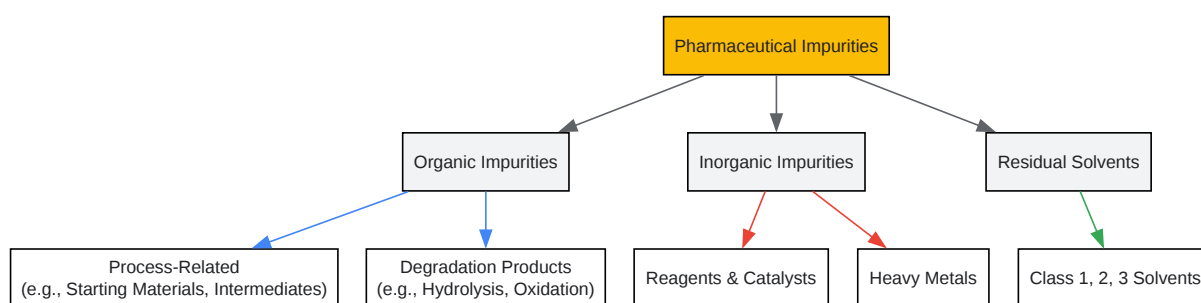 Pharmaceutical Impurities
Organic Impurities
Inorganic Impurities
Residual Solvents
Process-Related
(e.g., Starting Materials, Intermediates)
Degradation Products
(e.g., Hydrolysis, Oxidation)
Reagents & Catalysts
Heavy Metals
Class 1, 2, 3 Solvents